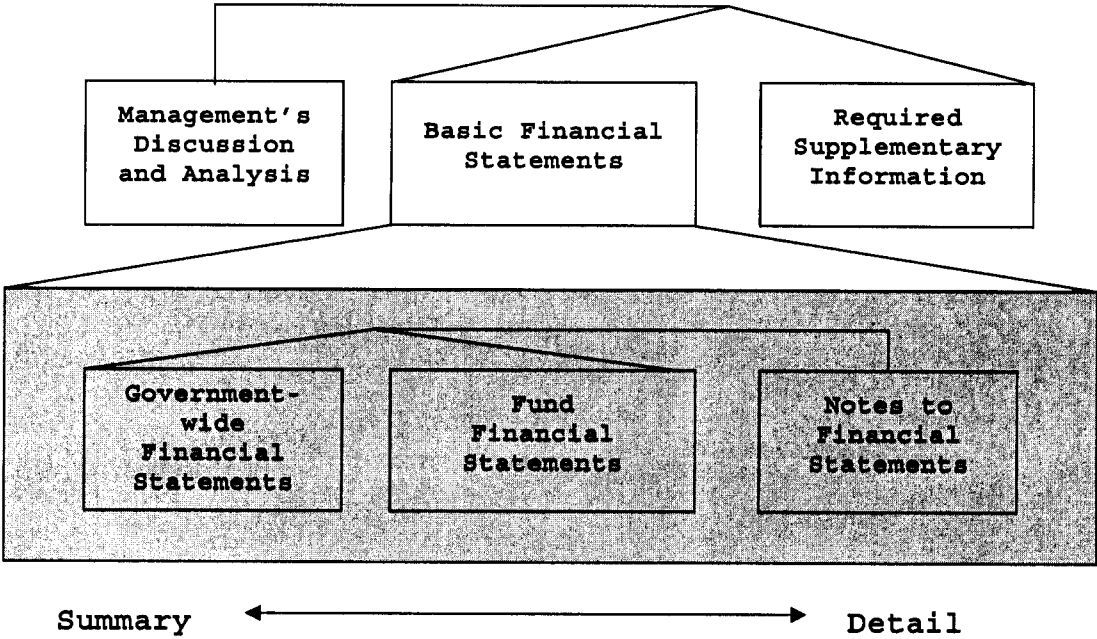 Management's
Discussion
and Analysis
Basic Financial
Statements
Required
Supplementary
Information
Government-
wide
Financial
Statements
Fund
Financial
Statements
Notes to
Financial
Statements
Summary
Detail